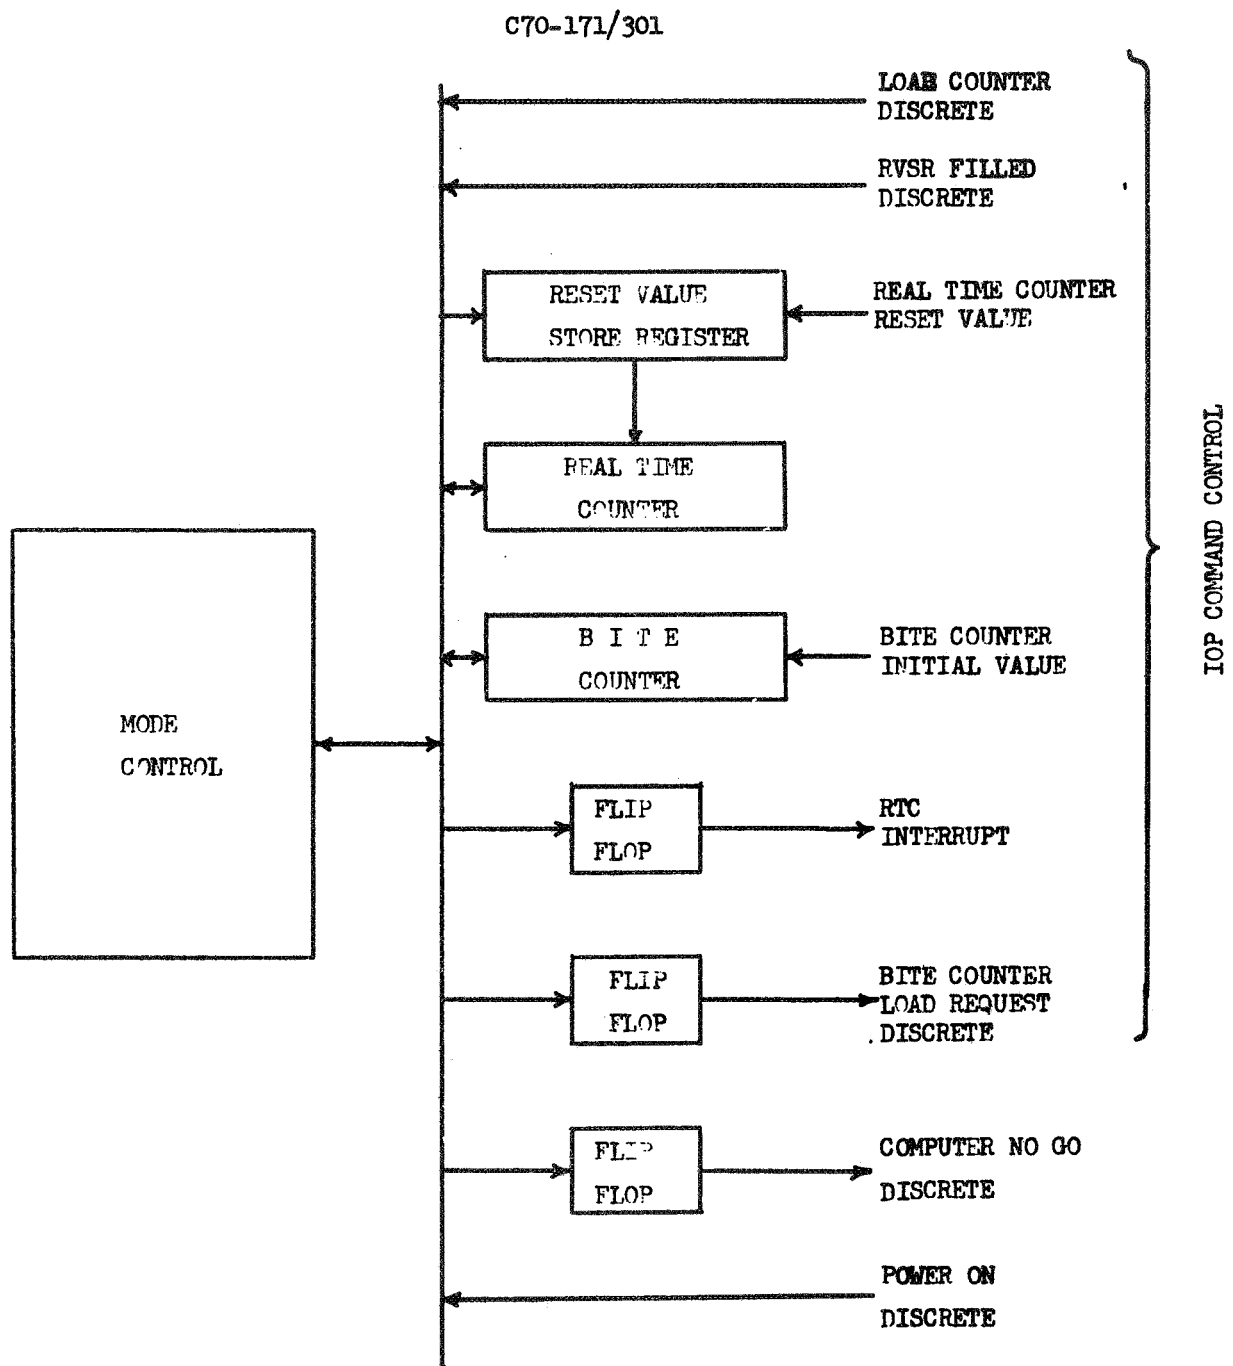 C70-171/301
LOAD COUNTER
DISCRETE
RVSR FILLED
DISCRETE
RESET VALUE
STORE REGISTER
REAL TIME COUNTER
RESET VALUE
REAL TIME
COUNTER
B I T E
COUNTER
BITE COUNTER
INITIAL VALUE
MODE
CONTROL
FLIP
FLOP
RTC
INTERRUPT
FLIP
FLOP
BITE COUNTER
LOAD REQUEST
DISCRETE
FLIP
FLOP
COMPUTER NO GO
DISCRETE
POWER ON
DISCRETE
IOP COMMAND CONTROL